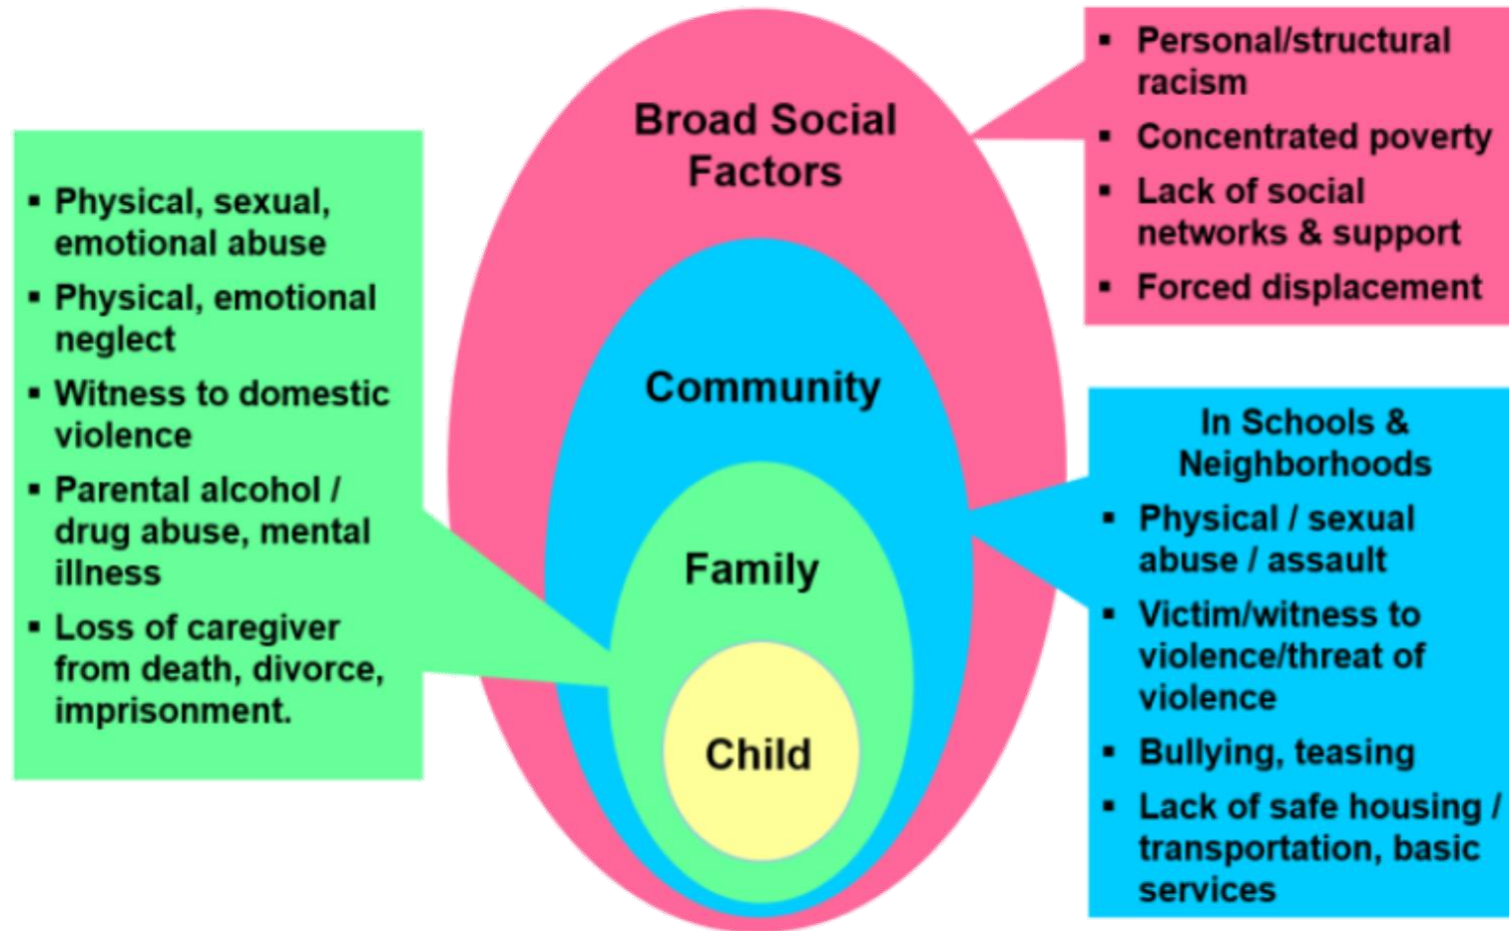 Broad Social
Factors
Community
Family
Child
▪ Physical, sexual,
emotional abuse
▪ Physical, emotional
neglect
▪ Witness to domestic
violence
▪ Parental alcohol /
drug abuse, mental
illness
▪ Loss of caregiver
from death, divorce,
imprisonment.
▪ Personal/structural
racism
▪ Concentrated poverty
▪ Lack of social
networks & support
▪ Forced displacement
In Schools &
Neighborhoods
▪ Physical / sexual
abuse / assault
▪ Victim/witness to
violence/threat of
violence
▪ Bullying, teasing
▪ Lack of safe housing /
transportation, basic
services